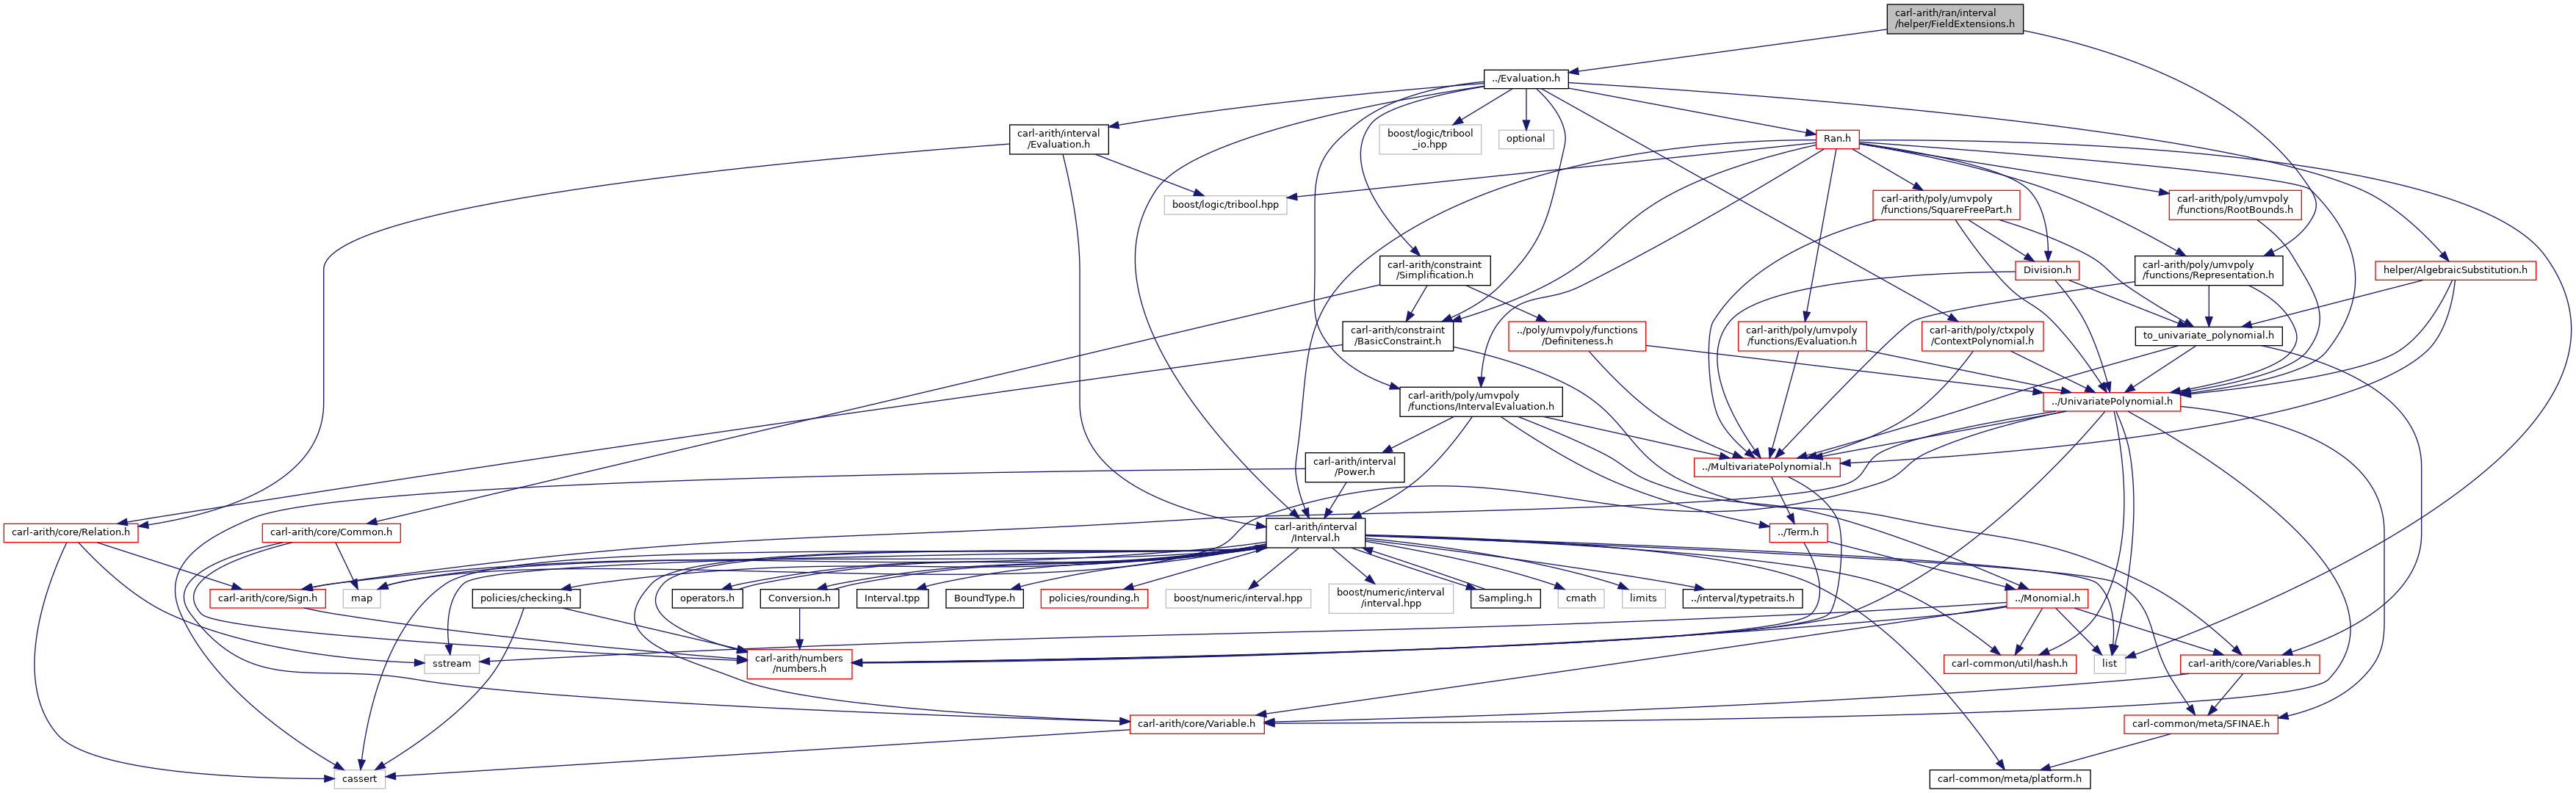 carl-arith/ran/interval
/helper/FieldExtensions.h
../Evaluation.h
carl-arith/interval
/Evaluation.h
boost/logic/tribool
_io.hpp
optional
Ran.h
boost/logic/tribool.hpp
carl-arith/poly/umvpoly
/functions/SquareFreePart.h
carl-arith/poly/umvpoly
/functions/RootBounds.h
carl-arith/constraint
/Simplification.h
Division.h
carl-arith/poly/umvpoly
/functions/Representation.h
helper/AlgebraicSubstitution.h
carl-arith/constraint
/BasicConstraint.h
../poly/umvpoly/functions
/Definiteness.h
carl-arith/poly/umvpoly
/functions/Evaluation.h
carl-arith/poly/ctxpoly
/ContextPolynomial.h
to_univariate_polynomial.h
carl-arith/poly/umvpoly
/functions/IntervalEvaluation.h
../UnivariatePolynomial.h
carl-arith/interval
/Power.h
../MultivariatePolynomial.h
carl-arith/core/Relation.h
carl-arith/core/Common.h
carl-arith/interval
/Interval.h
../Term.h
carl-arith/core/Sign.h
map
policies/checking.h
operators.h
Conversion.h
Interval.tpp
BoundType.h
policies/rounding.h
boost/numeric/interval.hpp
boost/numeric/interval
/interval.hpp
Sampling.h
cmath
limits
../interval/typetraits.h
../Monomial.h
sstream
carl-arith/numbers
/numbers.h
carl-common/util/hash.h
list
carl-arith/core/Variables.h
carl-arith/core/Variable.h
carl-common/meta/SFINAE.h
cassert
carl-common/meta/platform.h